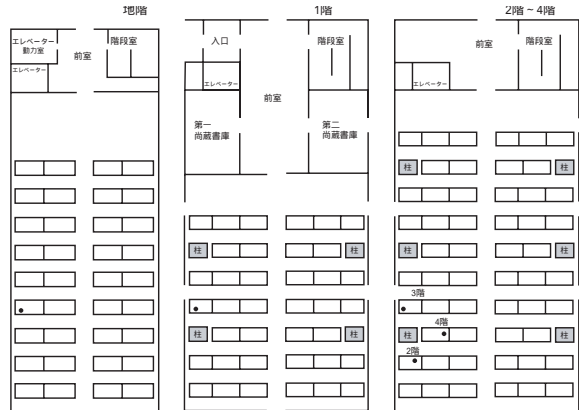 地階
1階
2階~4階
エレベーター
動力室
階段室
前室
エレベーター
入口
階段室
エレベーター
前室
第一
尚蔵書庫
第二
尚蔵書庫
柱
柱
柱
柱
前室
階段室
エレベーター
柱
柱
柱
柱
3階
4階
柱
柱
2階